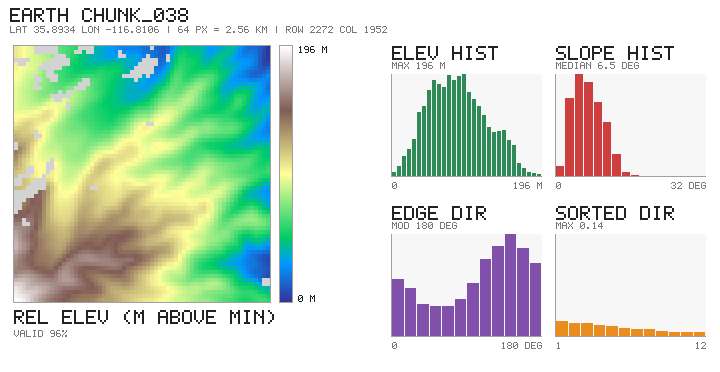 EARTH CHUNK_038
LAT 35.8934 LON -116.8106 | 64 PX = 2.56 KM | ROW 2272 COL 1952
196 M
0 M
REL ELEV (M ABOVE MIN)
VALID 96%
ELEV HIST
MAX 196 M
0 196 M
SLOPE HIST
MEDIAN 6.5 DEG
0 32 DEG
EDGE DIR
MOD 180 DEG
0 180 DEG
SORTED DIR
MAX 0.14
1 12